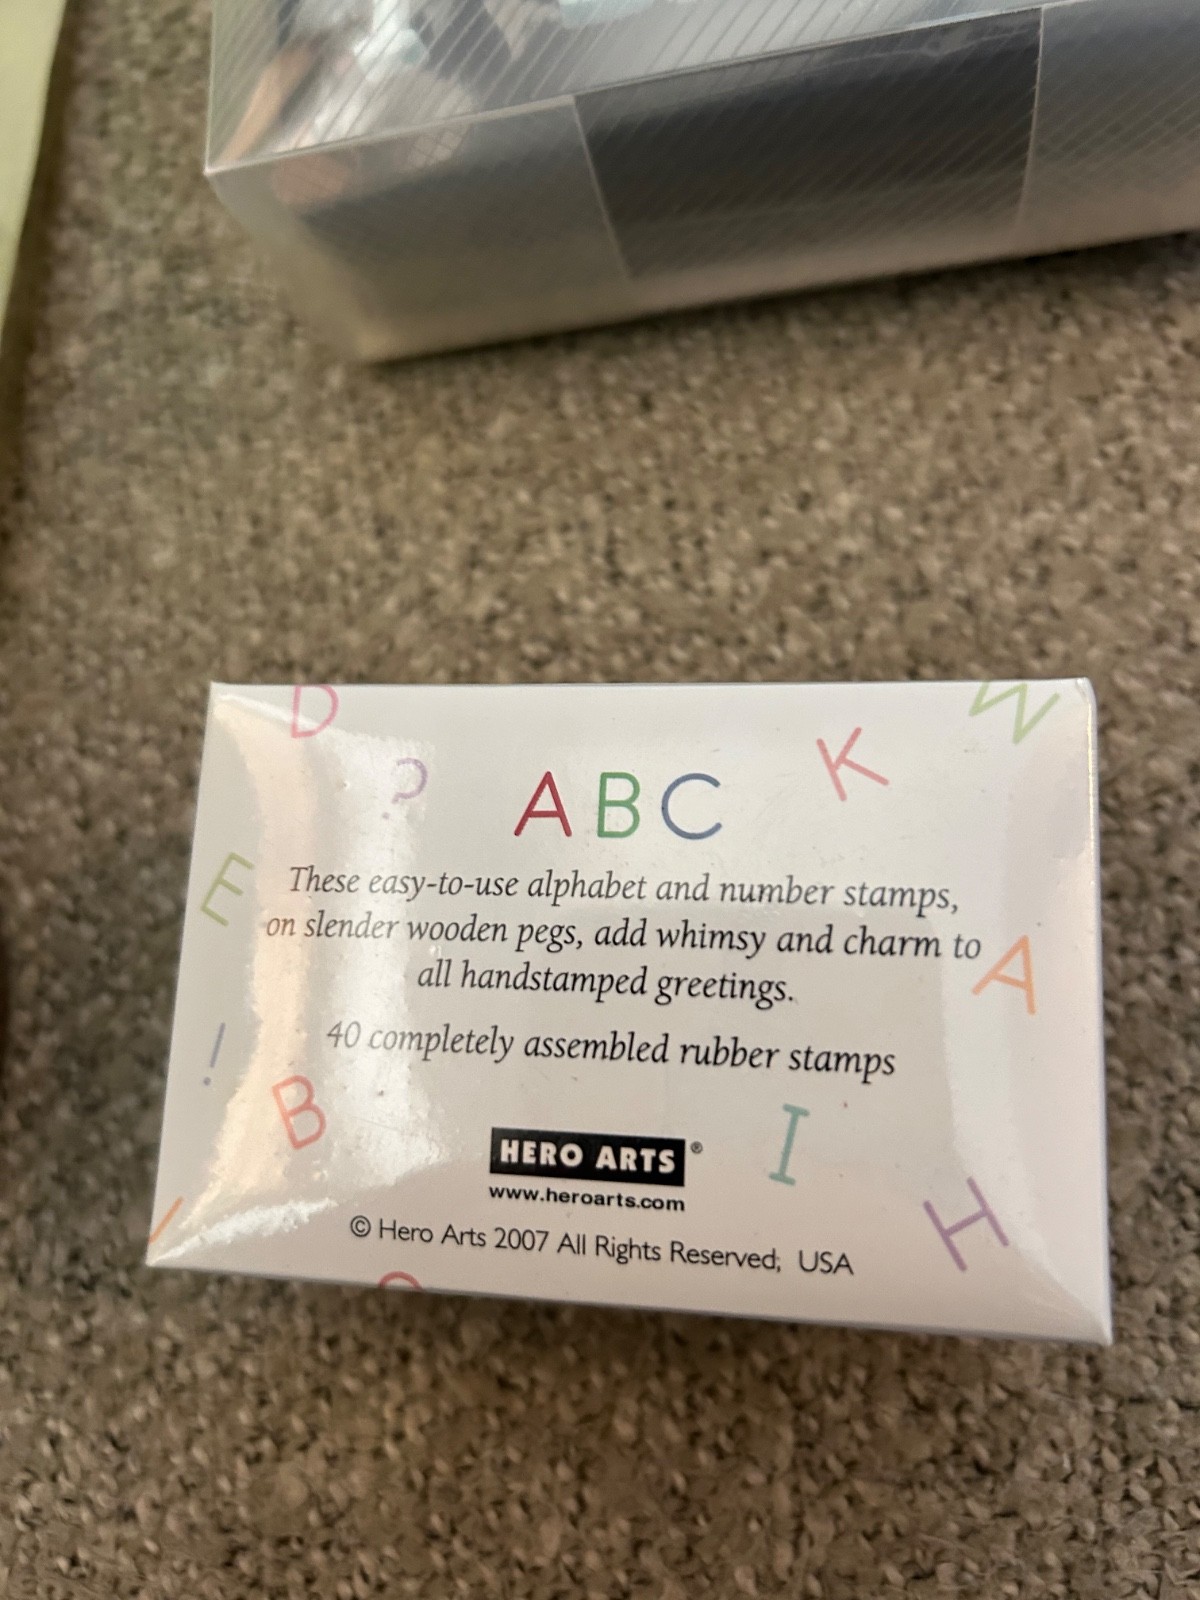 D
W
?
K
A B C
E
These easy-to-use alphabet and number stamps,
on slender wooden pegs, add whimsy and charm to
all handstamped greetings.
A
40 completely assembled rubber stamps
!
B
I
HERO ARTS®
www.heroarts.com
H
© Hero Arts 2007 All Rights Reserved; USA